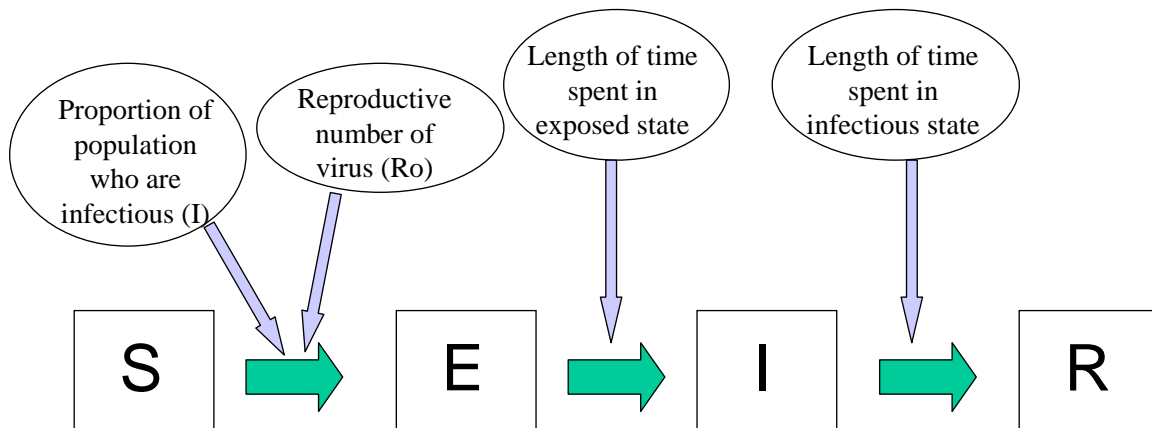 Proportion of
population
who are
infectious (I)
Reproductive
number of
virus (Ro)
Length of time
spent in
exposed state
Length of time
spent in
infectious state
S
E
I
R